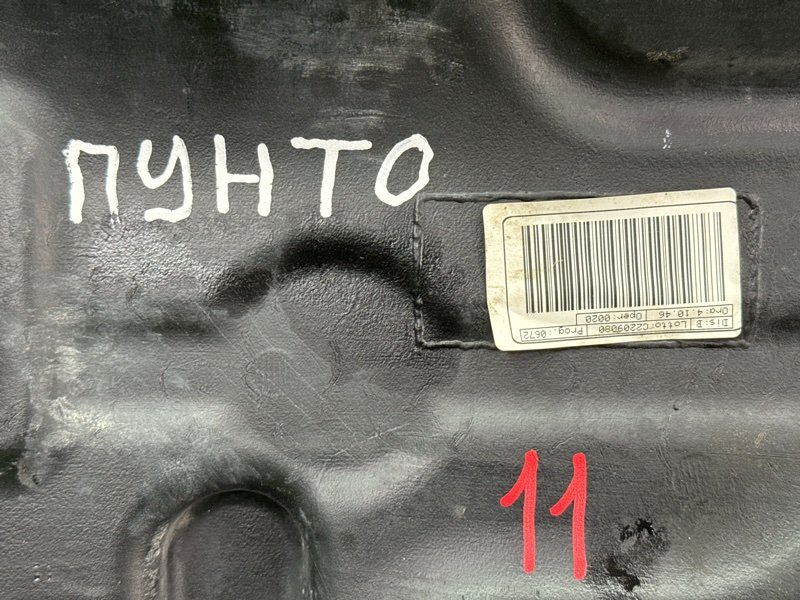 ПУНТО
Dis:B Lotto:C2209080 Prog.:0672
Ora:4.10.46 Oper:0020
11